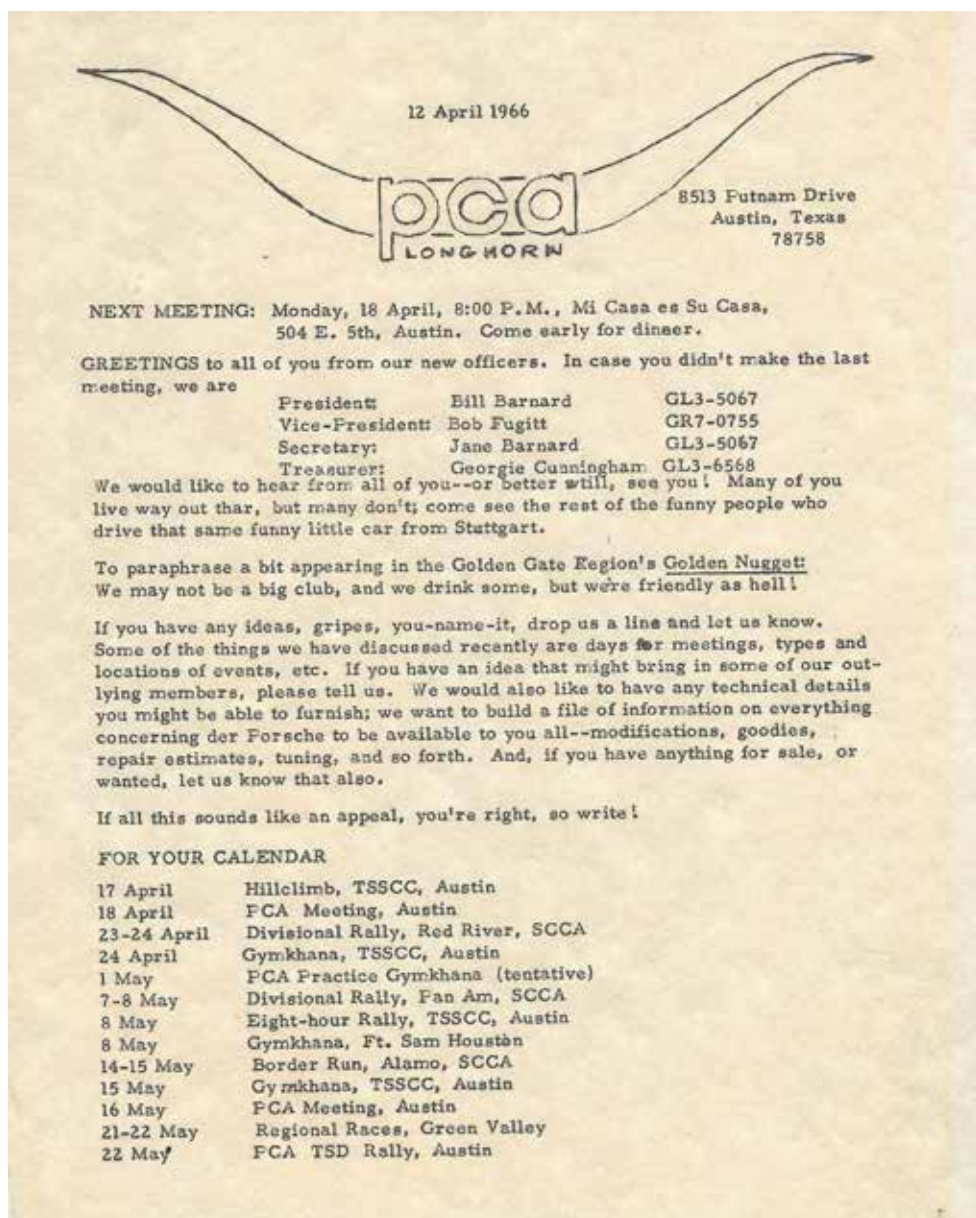 12 April 1966
pca
LONGHORN
8513 Putnam Drive
Austin, Texas
78758
NEXT MEETING: Monday, 18 April, 8:00 P.M., Mi Casa es Su Casa,
504 E. 5th, Austin. Come early for dinner.
GREETINGS to all of you from our new officers. In case you didn't make the last
meeting, we are
President: Bill Barnard GL3-5067
Vice-President: Bob Fugitt GR7-0755
Secretary: Jane Barnard GL3-5067
Treasurer: Georgie Cunningham GL3-6568
We would like to hear from all of you--or better still, see you! Many of you
live way out thar, but many don't; come see the rest of the funny people who
drive that same funny little car from Stuttgart.
To paraphrase a bit appearing in the Golden Gate Region's Golden Nugget:
We may not be a big club, and we drink some, but we're friendly as hell!
If you have any ideas, gripes, you-name-it, drop us a line and let us know.
Some of the things we have discussed recently are days for meetings, types and
locations of events, etc. If you have an idea that might bring in some of our out-
lying members, please tell us. We would also like to have any technical details
you might be able to furnish; we want to build a file of information on everything
concerning der Porsche to be available to you all--modifications, goodies,
repair estimates, tuning, and so forth. And, if you have anything for sale, or
wanted, let us know that also.
If all this sounds like an appeal, you're right, so write!
FOR YOUR CALENDAR
17 April Hillclimb, TSSCC, Austin
18 April PCA Meeting, Austin
23-24 April Divisional Rally, Red River, SCCA
24 April Gymkhana, TSSCC, Austin
1 May PCA Practice Gymkhana (tentative)
7-8 May Divisional Rally, Pan Am, SCCA
8 May Eight-hour Rally, TSSCC, Austin
8 May Gymkhana, Ft. Sam Houston
14-15 May Border Run, Alamo, SCCA
15 May Gymkhana, TSSCC, Austin
16 May PCA Meeting, Austin
21-22 May Regional Races, Green Valley
22 May PCA TSD Rally, Austin